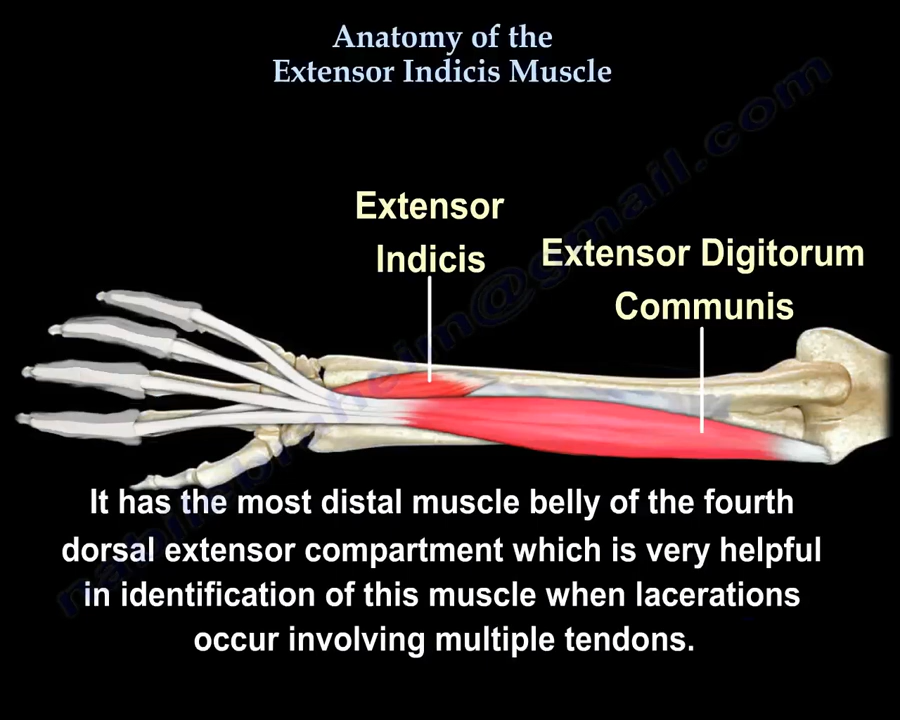 Anatomy of the
Extensor Indicis Muscle
Extensor
Indicis
Extensor Digitorum
Communis
It has the most distal muscle belly of the fourth
dorsal extensor compartment which is very helpful
in identification of this muscle when lacerations
occur involving multiple tendons.